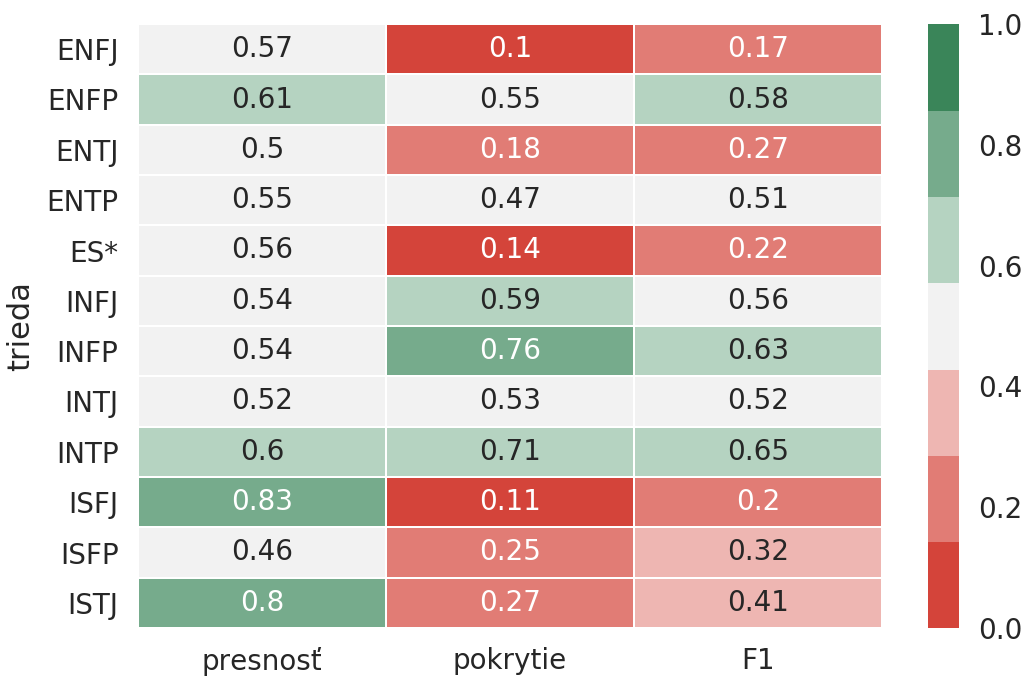 ENFJ 0.57 0.1 0.17
ENFP 0.61 0.55 0.58
ENTJ 0.5 0.18 0.27
ENTP 0.55 0.47 0.51
ES* 0.56 0.14 0.22
INFJ 0.54 0.59 0.56
INFP 0.54 0.76 0.63
INTJ 0.52 0.53 0.52
INTP 0.6 0.71 0.65
ISFJ 0.83 0.11 0.2
ISFP 0.46 0.25 0.32
ISTJ 0.8 0.27 0.41
presnosť pokrytie F1
trieda
1.0
0.8
0.6
0.4
0.2
0.0